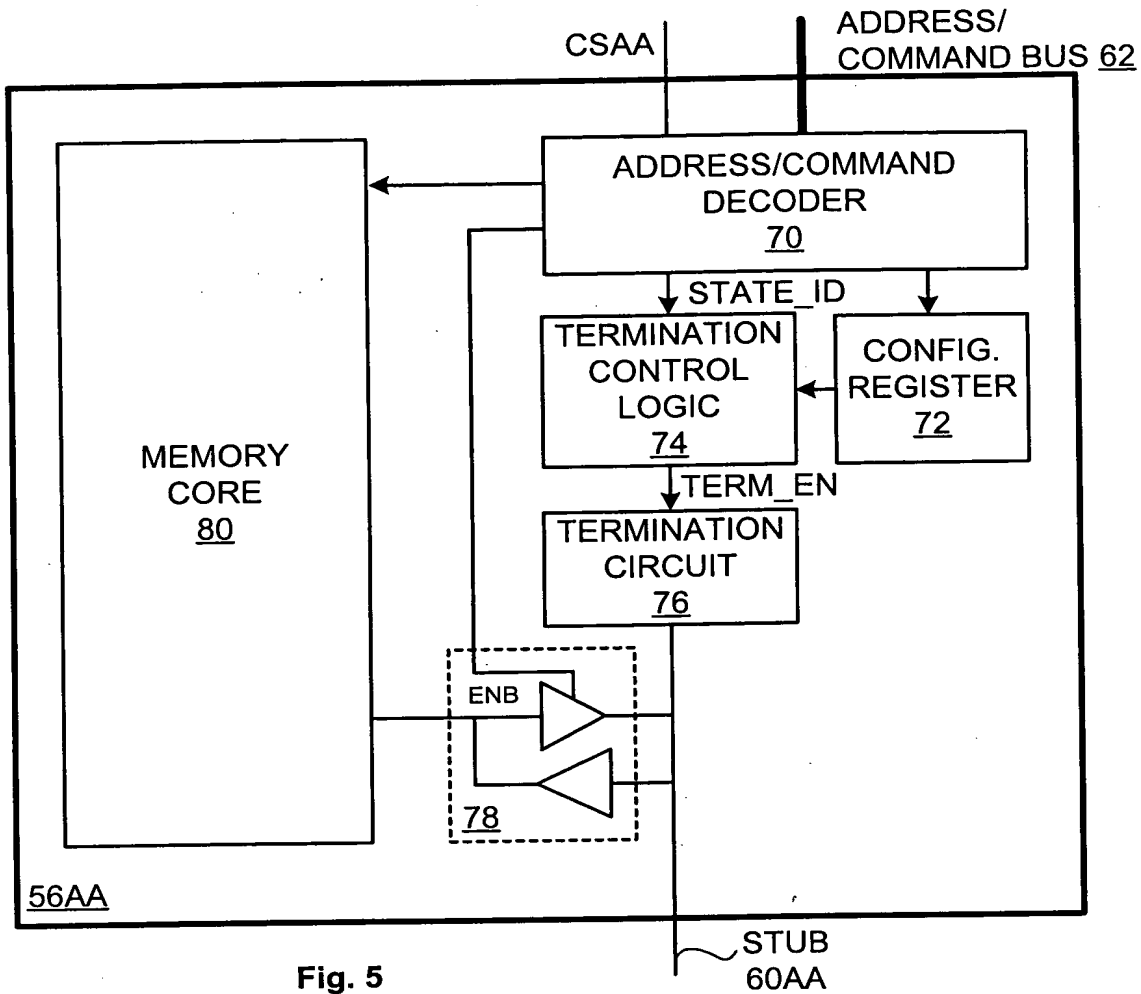 CSAA
ADDRESS/
COMMAND BUS 62
ADDRESS/COMMAND
DECODER
70
STATE_ID
TERMINATION
CONTROL
LOGIC
74
CONFIG.
REGISTER
72
MEMORY
CORE
80
TERM_EN
TERMINATION
CIRCUIT
76
ENB
78
56AA
STUB
60AA
Fig. 5